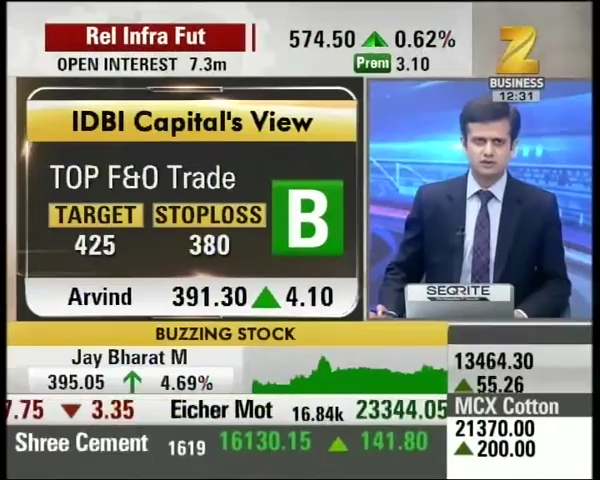 Rel Infra Fut
574.50 0.62%
OPEN INTEREST 7.3m
Prem 3.10
Z
BUSINESS
12:31
IDBI Capital's View
TOP F&O Trade
TARGET STOPLOSS
B
425 380
Arvind 391.30 4.10
SEQRITE
BUZZING STOCK
Jay Bharat M
395.05 4.69%
13464.30
55.26
MCX Cotton
21370.00
200.00
7.75 3.35 Eicher Mot 16.84k 23344.05
Shree Cement 1619 16130.15 141.80